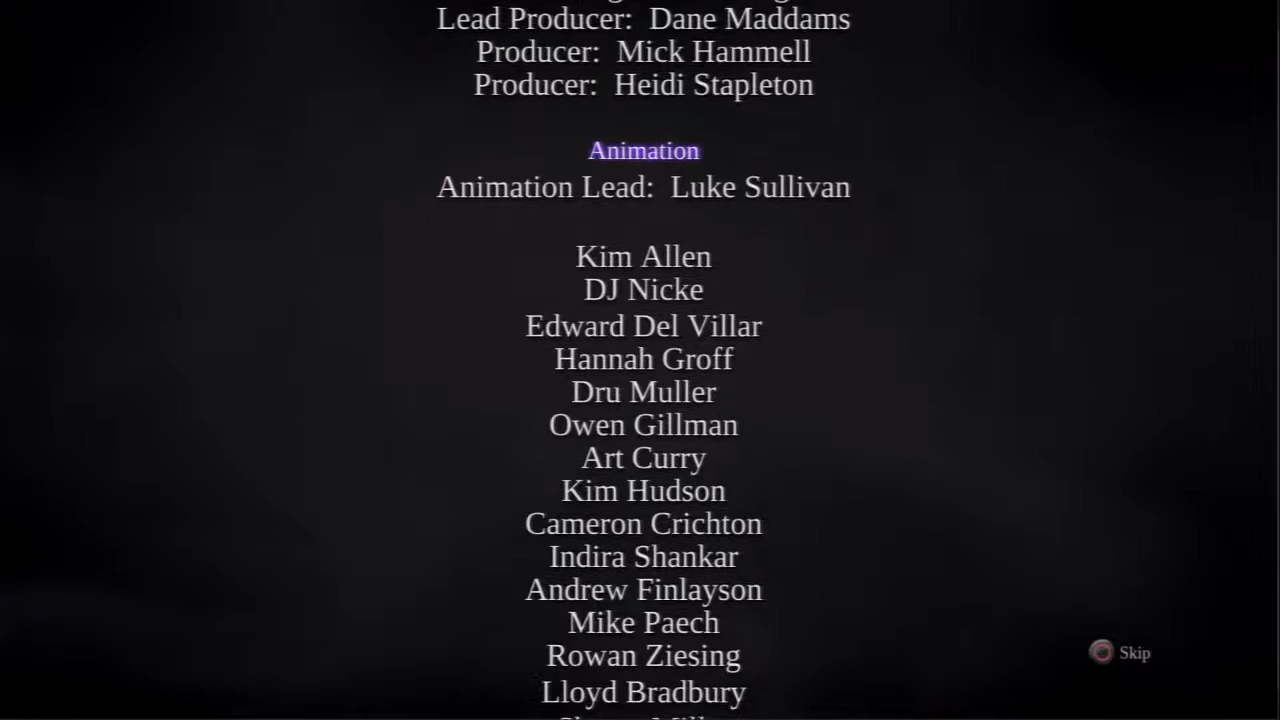 Lead Producer:  Dane Maddams
Producer:  Mick Hammell
Producer:  Heidi Stapleton
Animation
Animation Lead:  Luke Sullivan
Kim Allen
DJ Nicke
Edward Del Villar
Hannah Groff
Dru Muller
Owen Gillman
Art Curry
Kim Hudson
Cameron Crichton
Indira Shankar
Andrew Finlayson
Mike Paech
Rowan Ziesing
Skip
Lloyd Bradbury